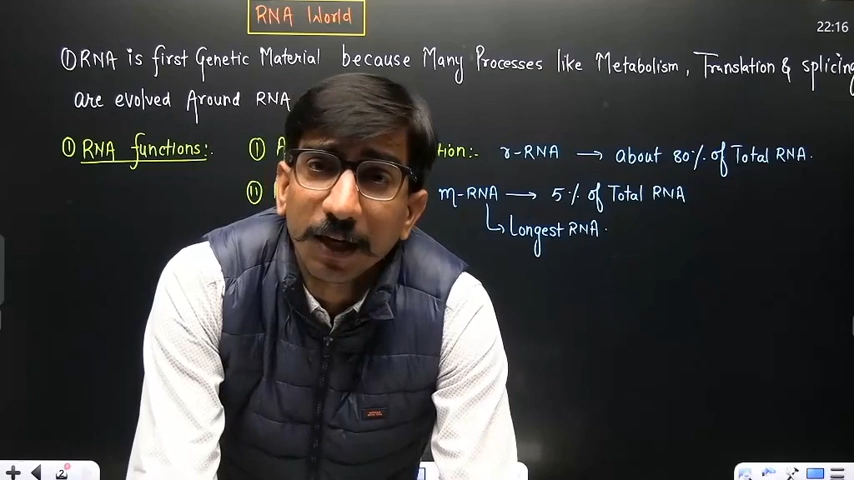 RNA World
22:16
① RNA is first Genetic Material because Many Processes like Metabolism, Translation & splicing
are evolved Around RNA
① RNA functions:
① A tion:- r-RNA → about 80% of Total RNA.
② m-RNA → 5% of Total RNA
↳ Longest RNA.
2